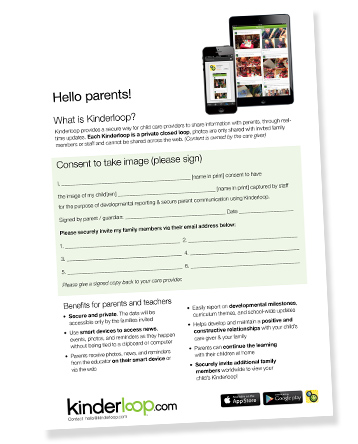 Hello parents!
What is Kinderloop?
Kinderloop provides a secure way for child care providers to share information with parents, through real-
time updates. Each Kinderloop is a private closed loop, photos are only shared with invited family
members or staff and cannot be shared across the web. (Content is owned by the care giver)
Consent to take image (please sign)
I, [name in print] consent to have
the image of my child[ren] [name in print] captured by staff
for the purpose of developmental reporting & secure parent communication using Kinderloop.
Signed by parent / guardian: Date
Please securely invite my family members via their email address below:
1. 2.
3. 4.
5. 6.
Please give a signed copy back to your care provider.
Benefits for parents and teachers
• Secure and private. The data will be
accessible only by the families invited
• Use smart devices to access news,
events, photos, and reminders as they happen
without being tied to a clipboard or computer
• Parents receive photos, news, and reminders
from the educator on their smart device or
via the web
• Easily report on developmental milestones,
curriculum themes, and school-wide updates
• Helps develop and maintain a positive and
constructive relationships with your child's
care giver & your family
• Parents can continue the learning
with their children at home
• Securely invite additional family
members worldwide to view your
child's Kinderloop!
kinderloop.com
Contact: hello@kinderloop.com
App Store
Google play